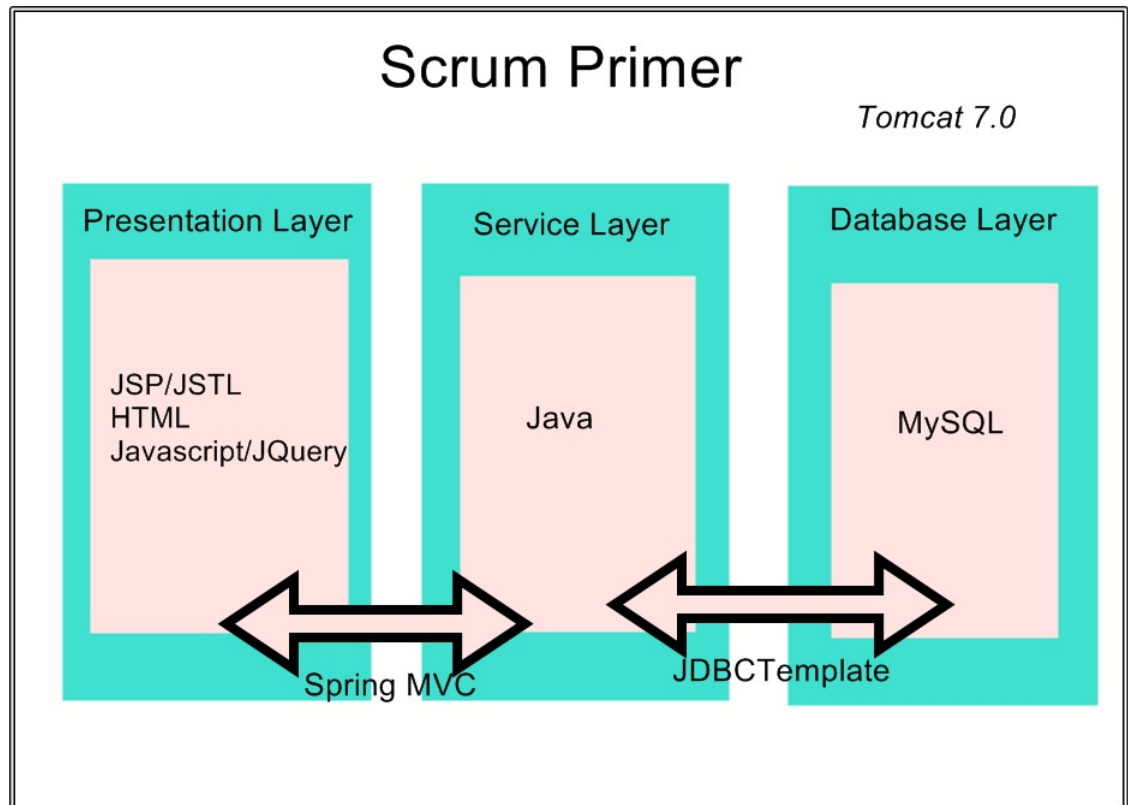 Scrum Primer
Tomcat 7.0
Presentation Layer
JSP/JSTL
HTML
Javascript/JQuery
Service Layer
Java
Database Layer
MySQL
Spring MVC
JDBCTemplate